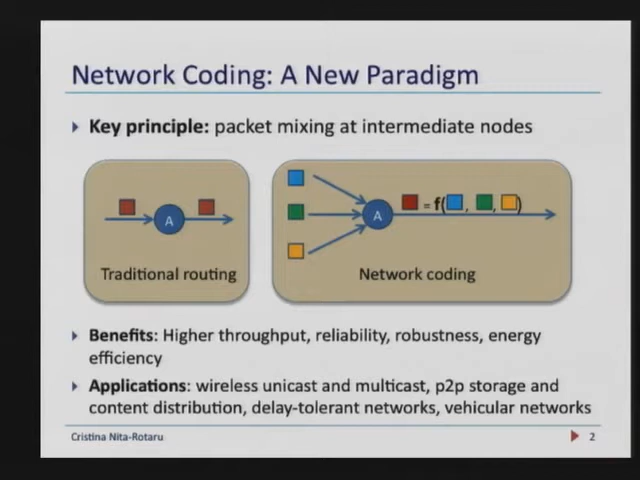 Network Coding: A New Paradigm
Key principle: packet mixing at intermediate nodes
A
Traditional routing
A
= f( , , )
Network coding
Benefits: Higher throughput, reliability, robustness, energy
efficiency
Applications: wireless unicast and multicast, p2p storage and
content distribution, delay-tolerant networks, vehicular networks
Cristina Nita-Rotaru
2